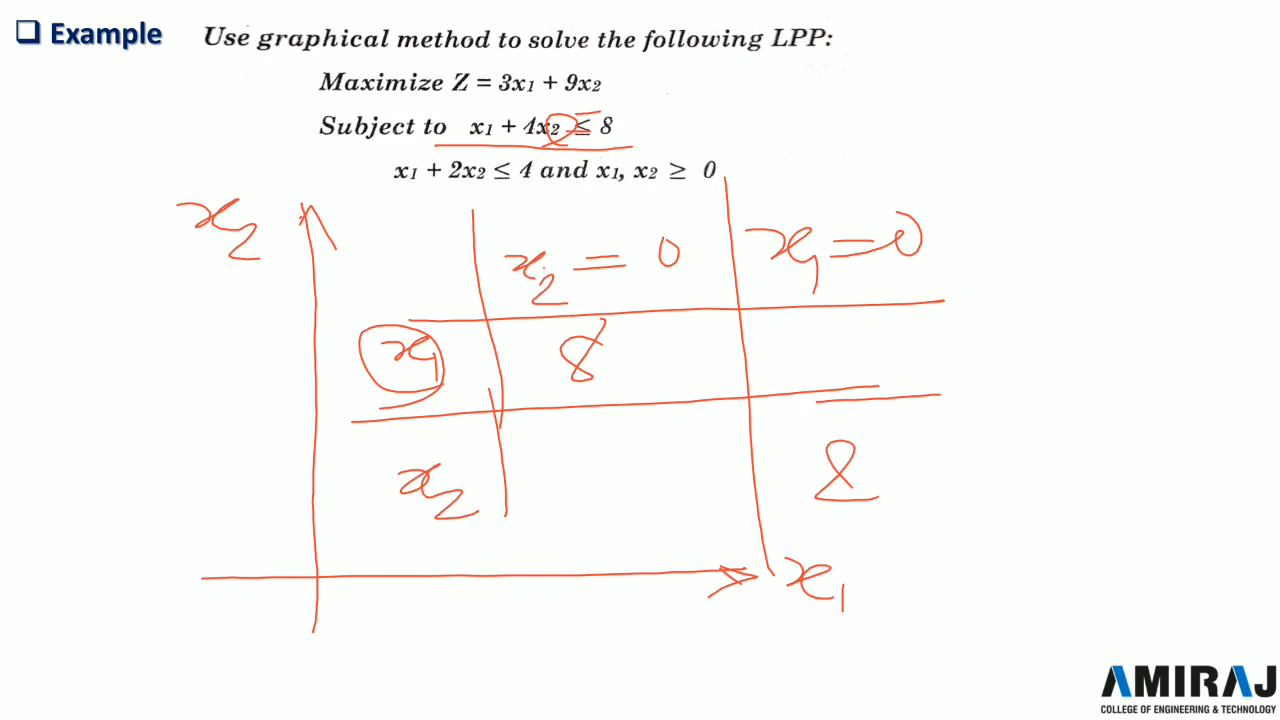 Example Use graphical method to solve the following LPP:
Maximize Z = 3x1 + 9x2
Subject to x1 + 4x2 ≤ 8
x1 + 2x2 ≤ 4 and x1, x2 ≥ 0
x2
x2 = 0 x1 = 0
x1 8
x2 2
x1
AMIRAJ
COLLEGE OF ENGINEERING & TECHNOLOGY